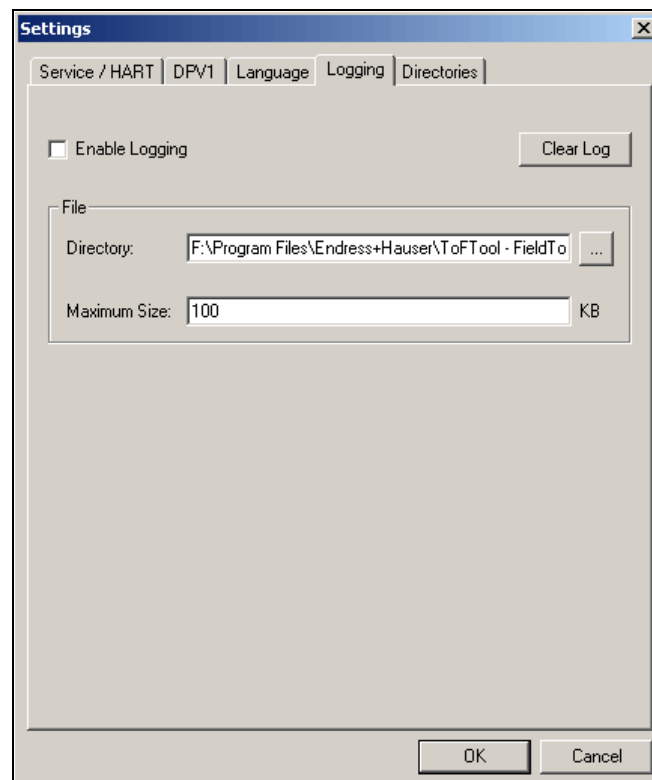 Settings
Service / HART DPV1 Language Logging Directories
Enable Logging Clear Log
File
Directory: F:\Program Files\Endress+Hauser\ToFTool - FieldTo ...
Maximum Size: 100 KB
OK Cancel